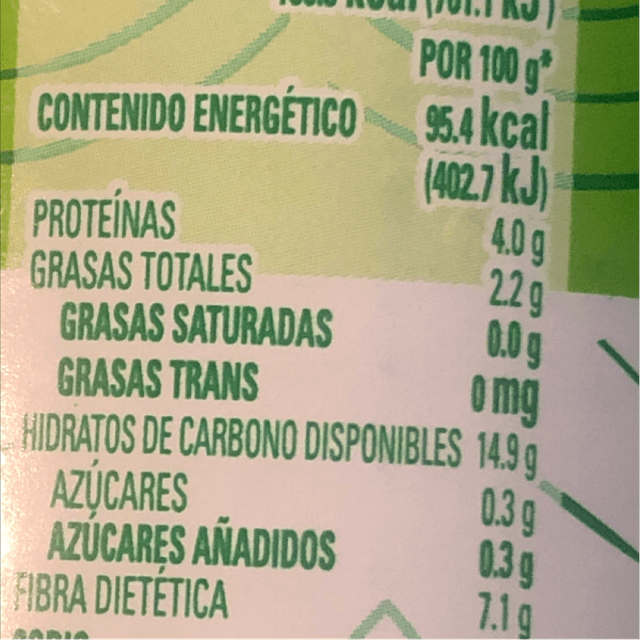 POR 100 g*
CONTENIDO ENERGÉTICO 95.4 kcal
(402.7 kJ)
PROTEÍNAS 4.0 g
GRASAS TOTALES 2.2 g
GRASAS SATURADAS 0.0 g
GRASAS TRANS 0 mg
HIDRATOS DE CARBONO DISPONIBLES 14.9 g
AZÚCARES 0.3 g
AZÚCARES AÑADIDOS 0.3 g
FIBRA DIETÉTICA 7.1 g